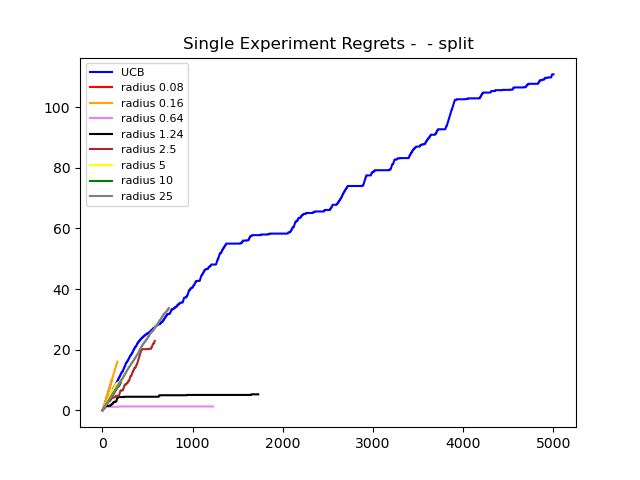 Single Experiment Regrets -  - split
UCB
radius 0.08
radius 0.16
radius 0.64
radius 1.24
radius 2.5
radius 5
radius 10
radius 25
100
80
60
40
20
0
0 1000 2000 3000 4000 5000